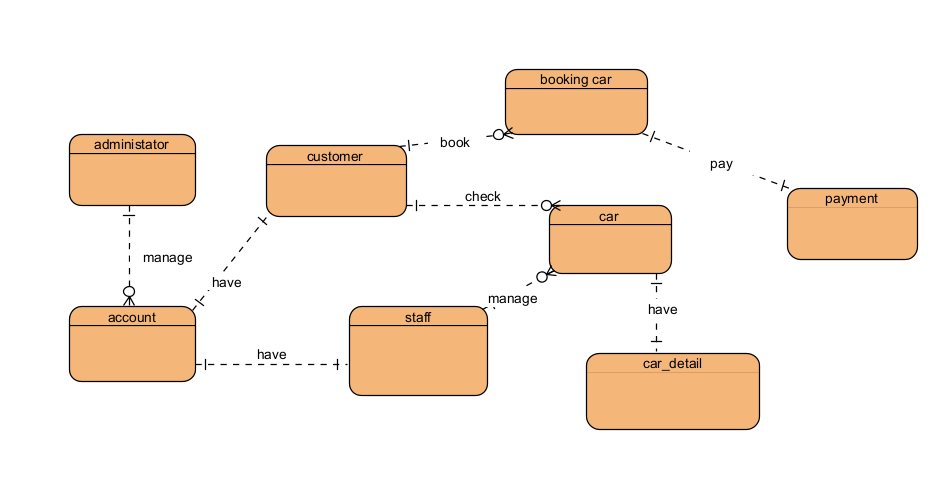 booking car
administator
book
customer
pay
check
payment
car
manage
have
manage
have
account
staff
have
car_detail